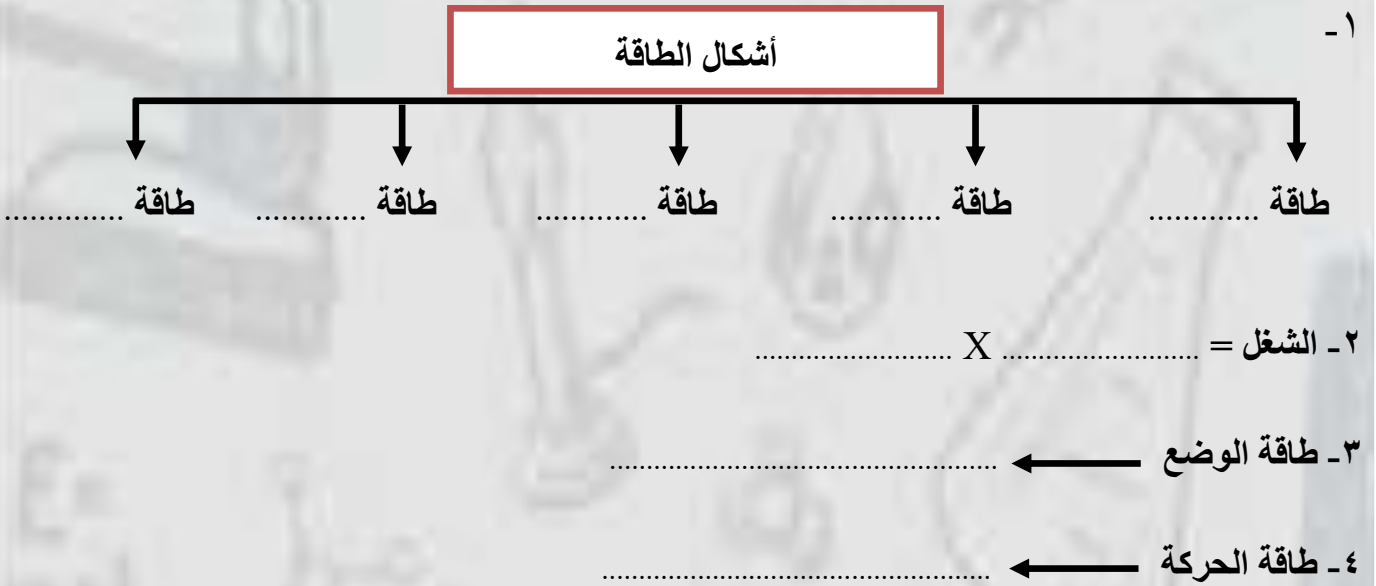 ١-
أشكال الطاقة
طاقة ............. طاقة ............. طاقة ............. طاقة ............. طاقة .............
٢- الشغل = ........................... X ...........................
٣- طاقة الوضع ......................................................
٤- طاقة الحركة ......................................................